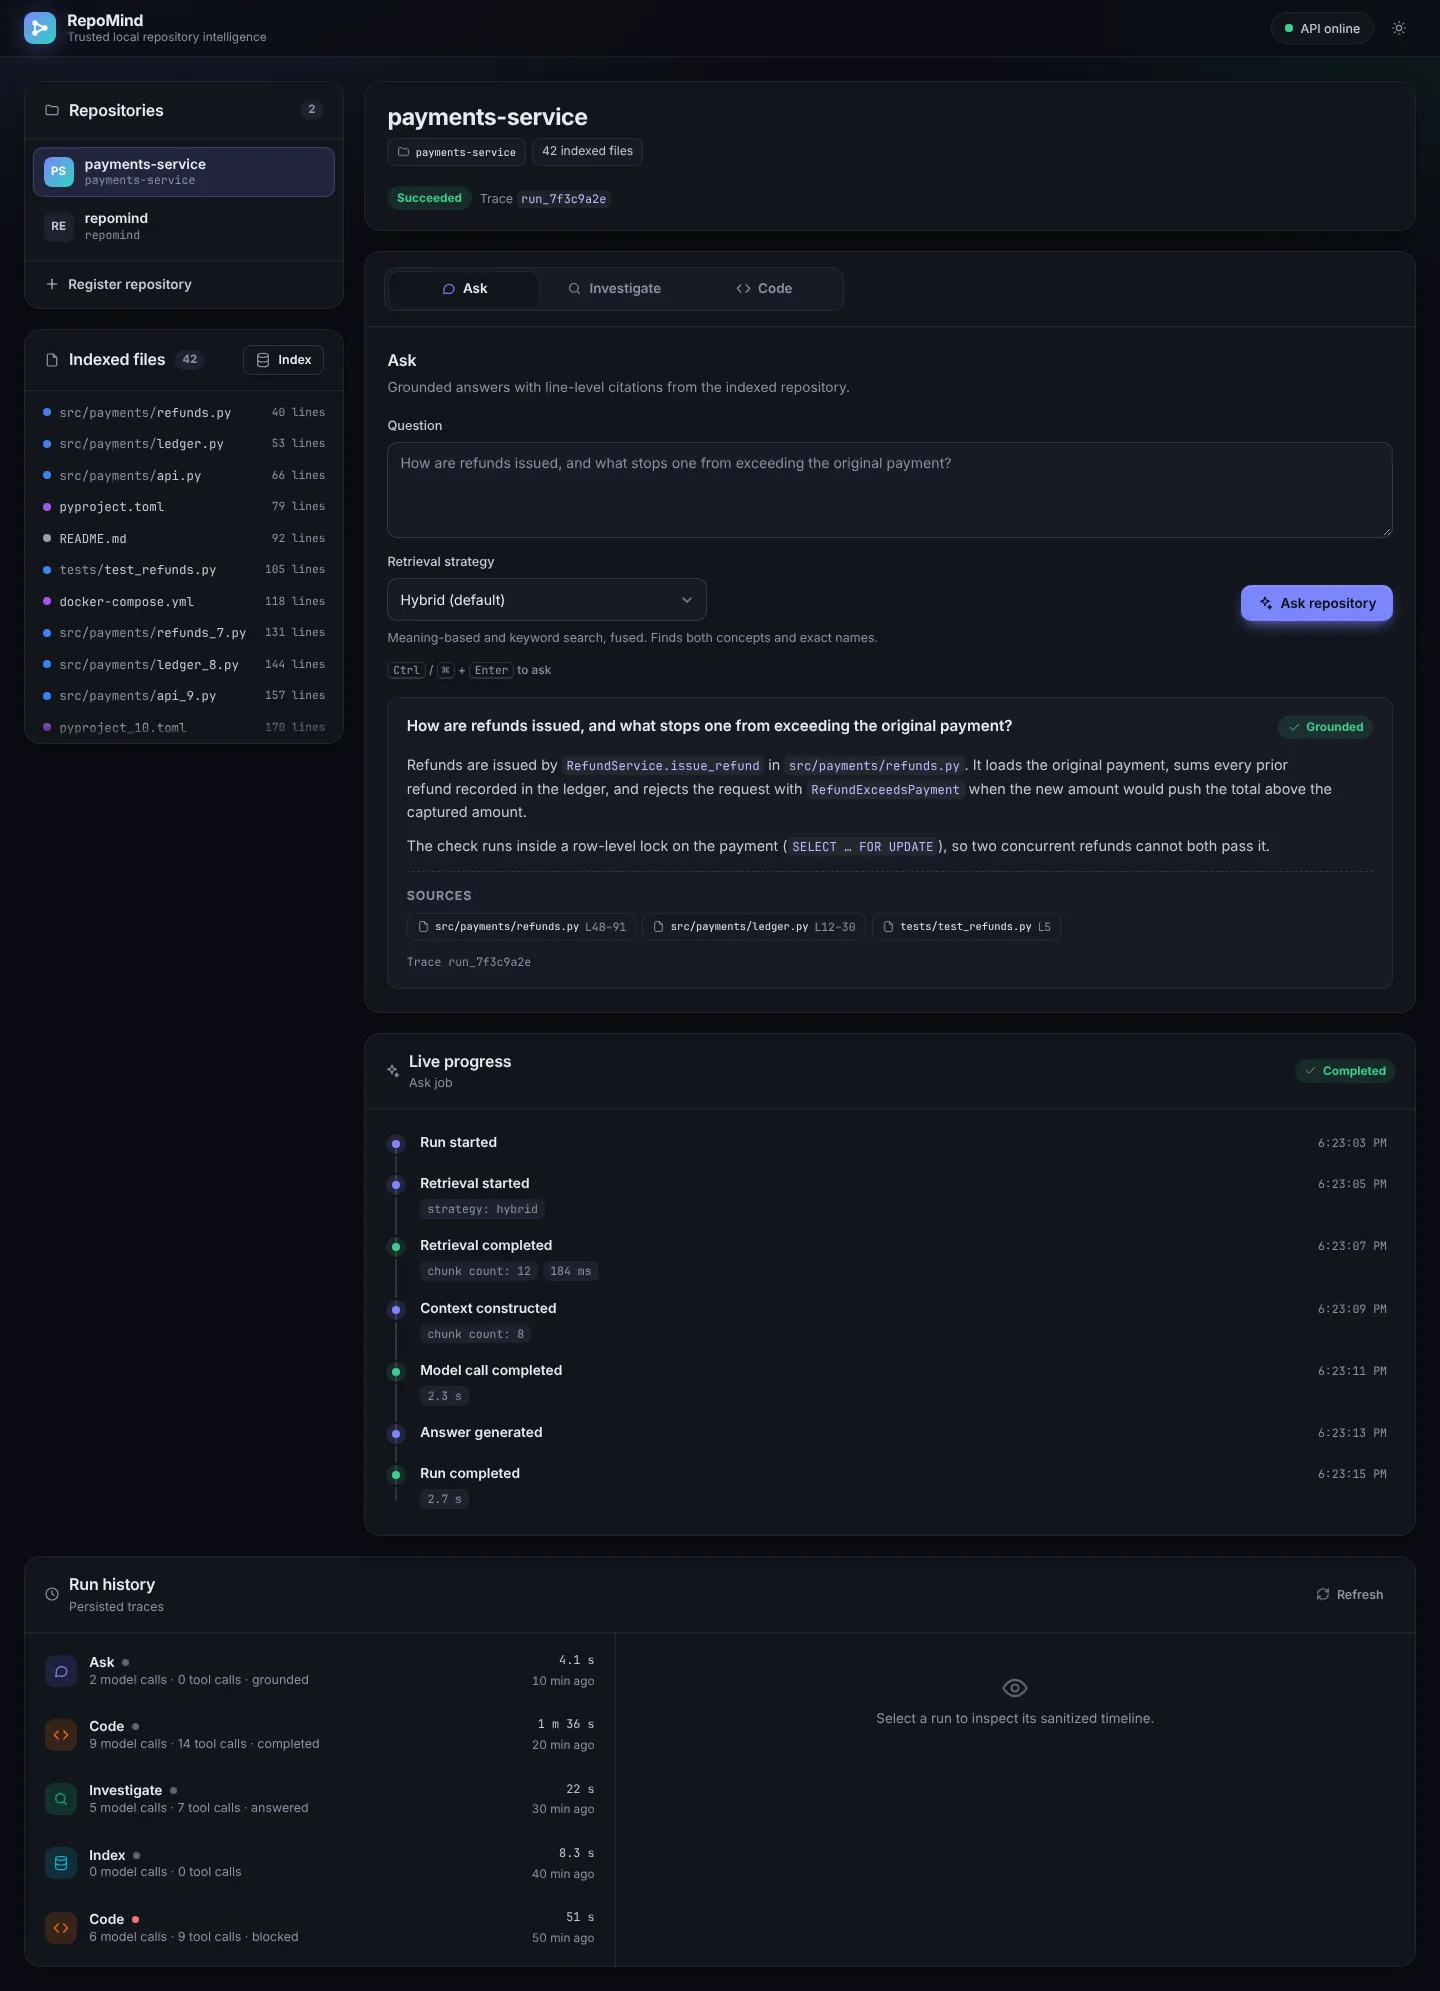 RepoMind
Trusted local repository intelligence
API online
Repositories
2
PS
payments-service
payments-service
RE
repomind
repomind
Register repository
Indexed files 42
Index
src/payments/refunds.py 40 lines
src/payments/ledger.py 53 lines
src/payments/api.py 66 lines
pyproject.toml 79 lines
README.md 92 lines
tests/test_refunds.py 105 lines
docker-compose.yml 118 lines
src/payments/refunds_7.py 131 lines
src/payments/ledger_8.py 144 lines
src/payments/api_9.py 157 lines
pyproject_10.toml 170 lines
payments-service
payments-service
42 indexed files
Succeeded Trace run_7f3c9a2e
Ask
Investigate
Code
Ask
Grounded answers with line-level citations from the indexed repository.
Question
How are refunds issued, and what stops one from exceeding the original payment?
Retrieval strategy
Hybrid (default)
Ask repository
Meaning-based and keyword search, fused. Finds both concepts and exact names.
Ctrl / ⌘ + Enter to ask
How are refunds issued, and what stops one from exceeding the original payment?
Grounded
Refunds are issued by RefundService.issue_refund in src/payments/refunds.py. It loads the original payment, sums every prior
refund recorded in the ledger, and rejects the request with RefundExceedsPayment when the new amount would push the total above the
captured amount.
The check runs inside a row-level lock on the payment (SELECT … FOR UPDATE), so two concurrent refunds cannot both pass it.
SOURCES
src/payments/refunds.py L48–91
src/payments/ledger.py L12–30
tests/test_refunds.py L5
Trace run_7f3c9a2e
Live progress
Ask job
Completed
Run started 6:23:03 PM
Retrieval started 6:23:05 PM
strategy: hybrid
Retrieval completed 6:23:07 PM
chunk count: 12 184 ms
Context constructed 6:23:09 PM
chunk count: 8
Model call completed 6:23:11 PM
2.3 s
Answer generated 6:23:13 PM
Run completed 6:23:15 PM
2.7 s
Run history
Persisted traces
Refresh
Ask 4.1 s
2 model calls · 0 tool calls · grounded 10 min ago
Code 1 m 36 s
9 model calls · 14 tool calls · completed 20 min ago
Investigate 22 s
5 model calls · 7 tool calls · answered 30 min ago
Index 8.3 s
0 model calls · 0 tool calls 40 min ago
Code 51 s
6 model calls · 9 tool calls · blocked 50 min ago
Select a run to inspect its sanitized timeline.